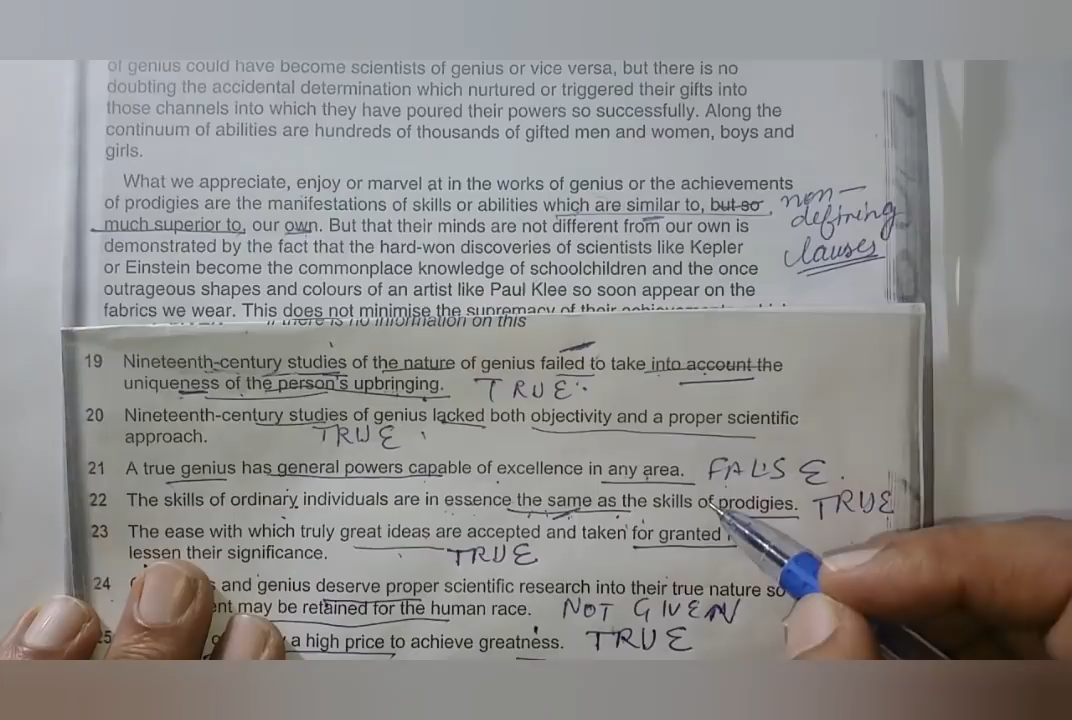 of genius could have become scientists of genius or vice versa, but there is no
doubting the accidental determination which nurtured or triggered their gifts into
those channels into which they have poured their powers so successfully. Along the
continuum of abilities are hundreds of thousands of gifted men and women, boys and
girls.
What we appreciate, enjoy or marvel at in the works of genius or the achievements
of prodigies are the manifestations of skills or abilities which are similar to, but so
much superior to, our own. But that their minds are not different from our own is
demonstrated by the fact that the hard-won discoveries of scientists like Kepler
or Einstein become the commonplace knowledge of schoolchildren and the once
outrageous shapes and colours of an artist like Paul Klee so soon appear on the
fabrics we wear. This does not minimise the supremacy of their
non-
defining
clauses
if there is no information on this
19 Nineteenth-century studies of the nature of genius failed to take into account the
uniqueness of the person's upbringing. TRUE.
20 Nineteenth-century studies of genius lacked both objectivity and a proper scientific
approach. TRUE
21 A true genius has general powers capable of excellence in any area. FALSE.
22 The skills of ordinary individuals are in essence the same as the skills of prodigies. TRUE
23 The ease with which truly great ideas are accepted and taken for granted
lessen their significance. TRUE
24 and genius deserve proper scientific research into their true nature so
may be retained for the human race. NOT GIVEN
25 a high price to achieve greatness. TRUE